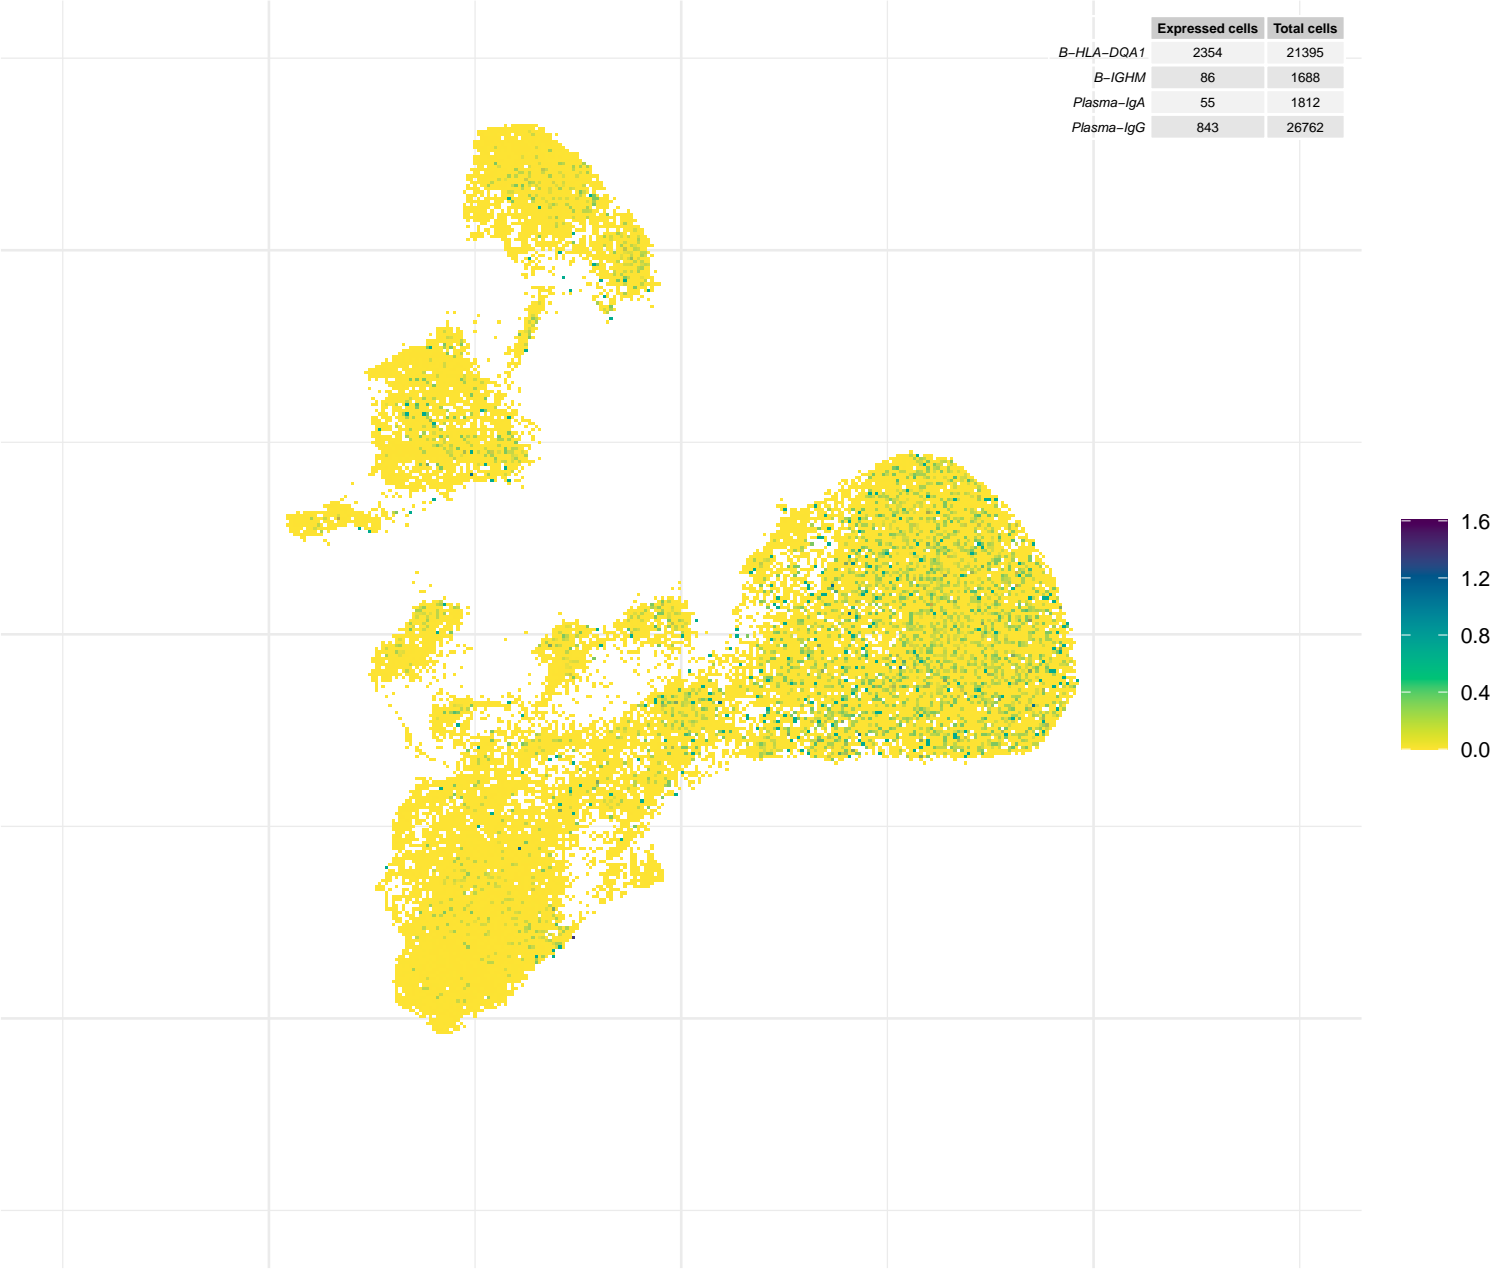 Expressed cells Total cells
B−HLA−DQA1 2354 21395
B−IGHM 86 1688
Plasma−IgA 55 1812
Plasma−IgG 843 26762
1.6
1.2
0.8
0.4
0.0